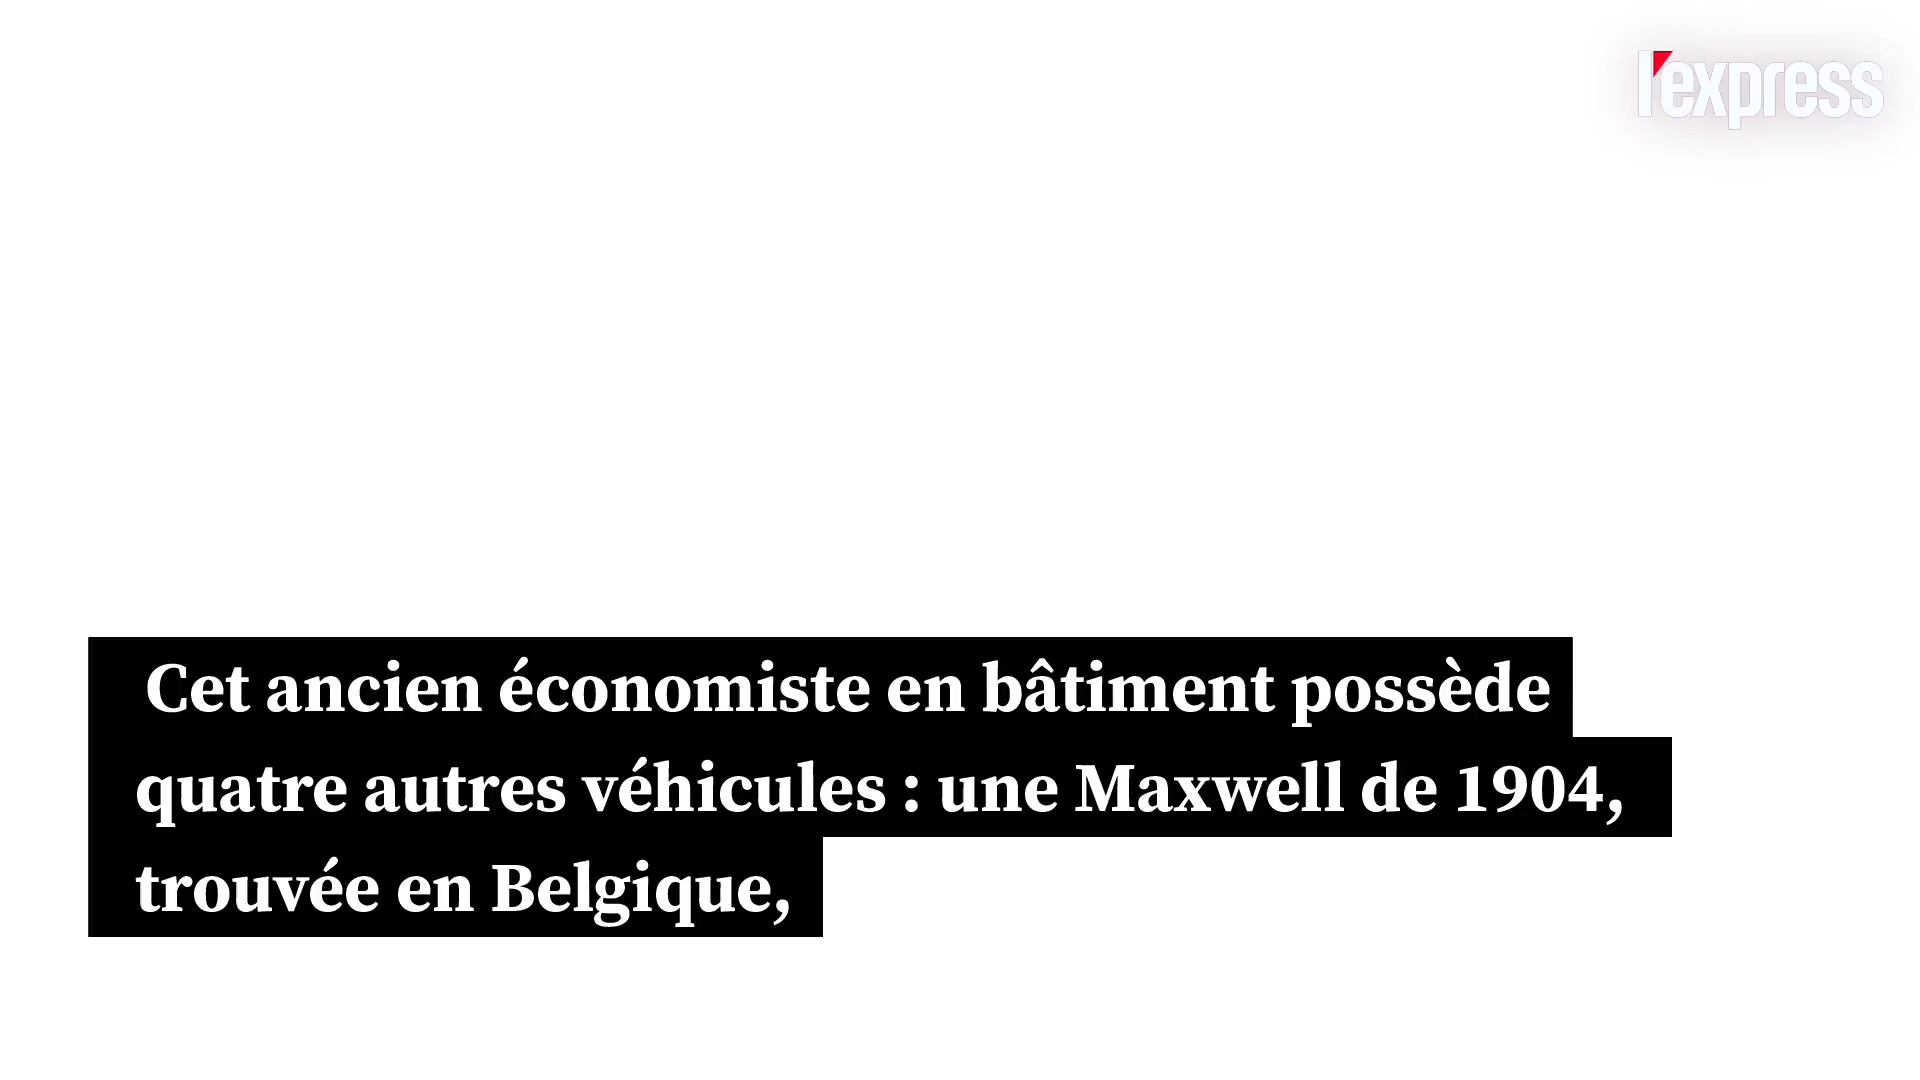 l'express
Cet ancien économiste en bâtiment possède
quatre autres véhicules : une Maxwell de 1904,
trouvée en Belgique,